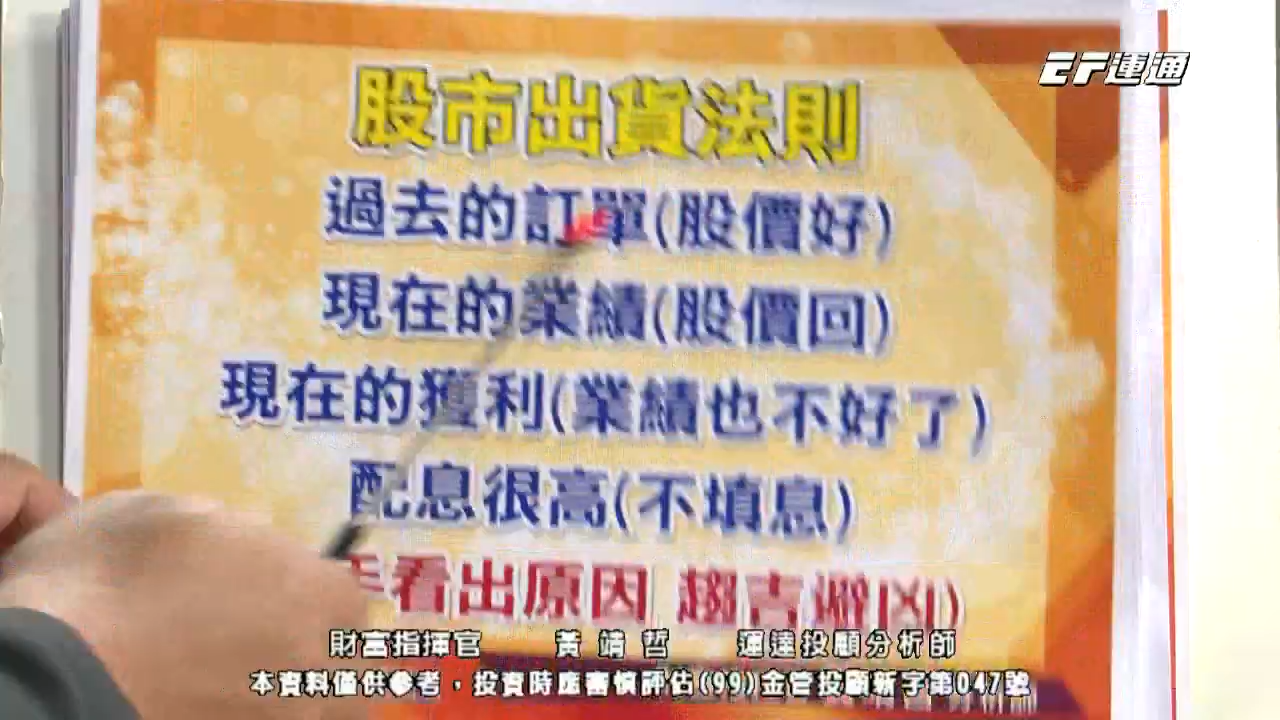 EF運通
股市出貨法則
過去的訂單(股價好)
現在的業績(股價回)
現在的獲利(業績也不好了)
配息很高(不填息)
看出原因 趨吉避凶
財富指揮官 黃靖哲 運達投顧分析師
本資料僅供參考，投資時應審慎評估(99)金管投顧新字第047號